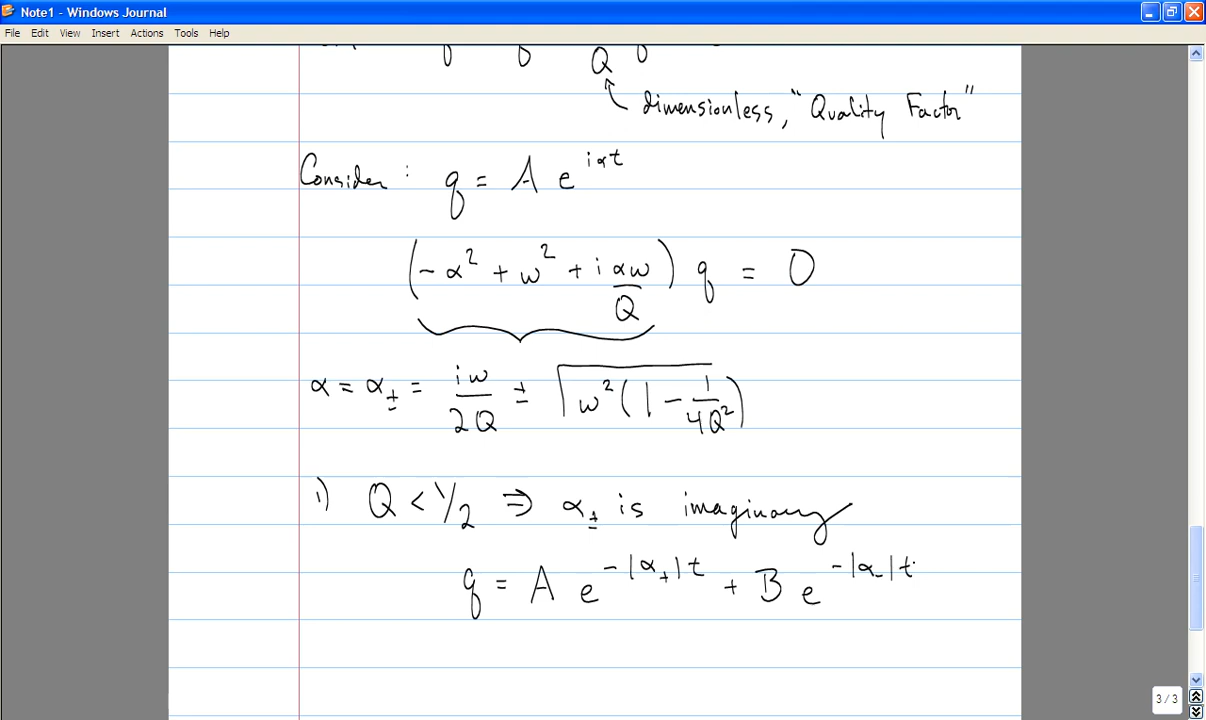 Note1 - Windows Journal
File Edit View Insert Actions Tools Help
Q
dimensionless, "Quality Factor"
Consider : q = A e^{iαt}
(-α² + ω² + i αω/Q) q = 0
α = α± = iω/2Q ± √ω²(1 - 1/4Q²)
1) Q < 1/2 ⇒ α± is imaginary
q = A e^{-|α₊|t} + B e^{-|α₋|t}
3 / 3